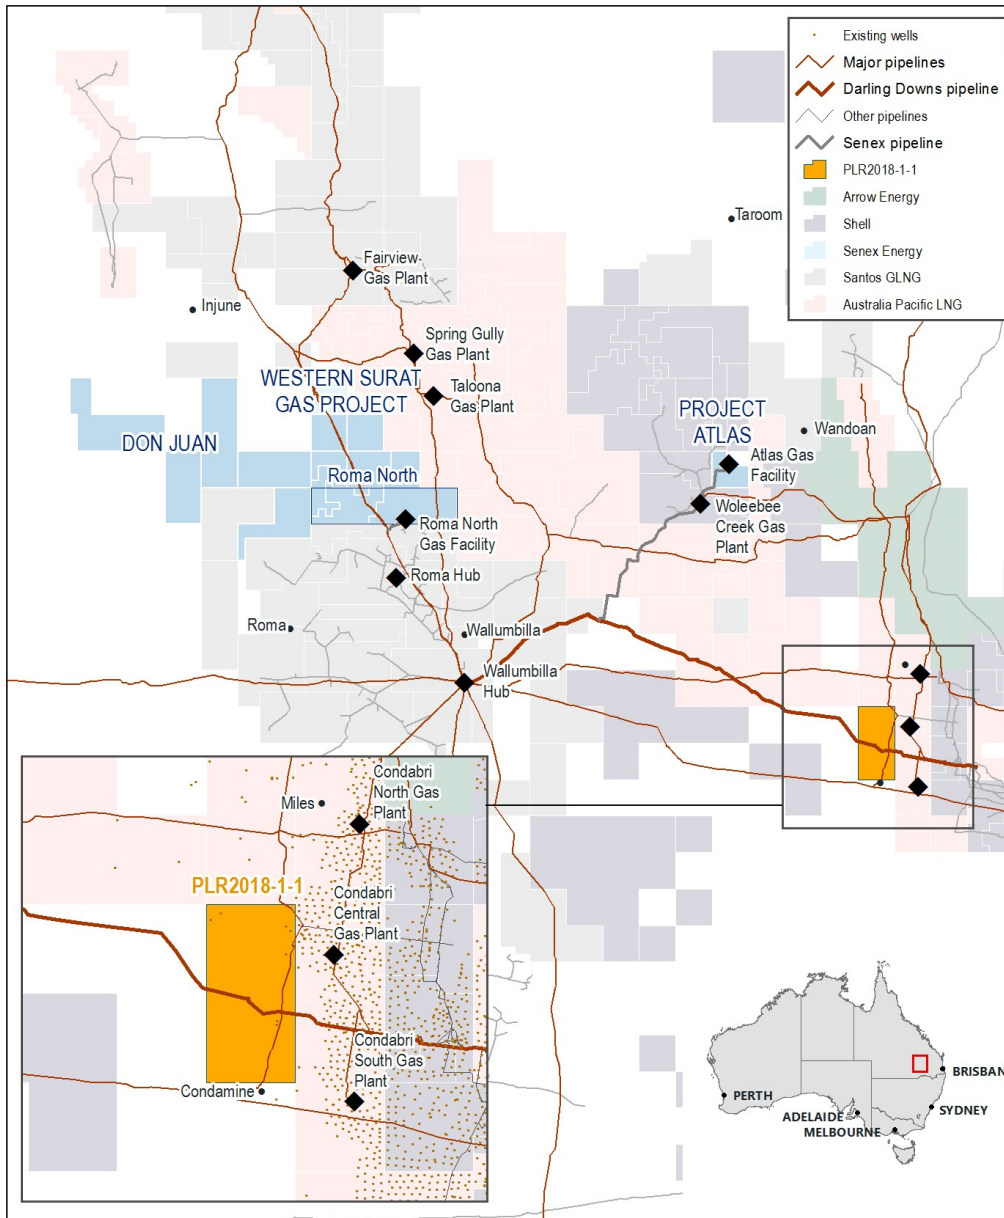 Existing wells
Major pipelines
Darling Downs pipeline
Other pipelines
Senex pipeline
PLR2018-1-1
Arrow Energy
Shell
Senex Energy
Santos GLNG
Australia Pacific LNG
Taroom
Fairview
Gas Plant
Injune
Spring Gully
Gas Plant
WESTERN SURAT
GAS PROJECT
Taloona
Gas Plant
DON JUAN
PROJECT
ATLAS
Wandoan
Atlas Gas
Facility
Roma North
Woleebee
Creek Gas
Plant
Roma North
Gas Facility
Roma Hub
Roma
Wallumbilla
Wallumbilla
Hub
Condabri
North Gas
Plant
Miles
PLR2018-1-1
Condabri
Central
Gas Plant
Condabri
South Gas
Plant
Condamine
BRISBAN
PERTH
ADELAIDE
SYDNEY
MELBOURNE